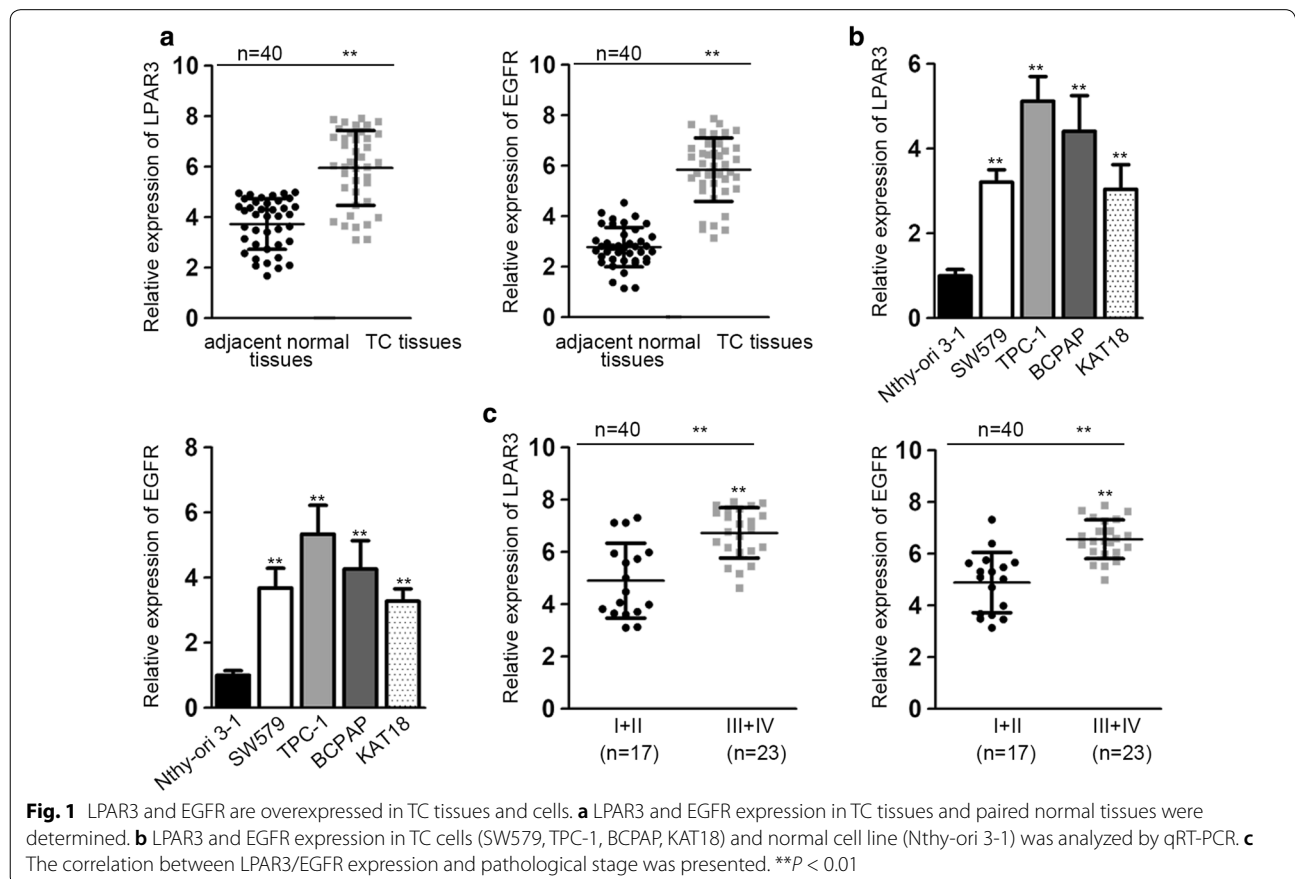 a
n=40 **
Relative expression of LPAR3
10
8
6
4
2
0
adjacent normal tissues
TC tissues
n=40 **
Relative expression of EGFR
10
8
6
4
2
0
adjacent normal tissues
TC tissues
b
Relative expression of LPAR3
6
4
2
0
**
**
**
**
Nthy-ori 3-1
SW579
TPC-1
BCPAP
KAT18
Relative expression of EGFR
8
6
4
2
0
**
**
**
**
Nthy-ori 3-1
SW579
TPC-1
BCPAP
KAT18
c
n=40 **
Relative expression of LPAR3
10
8
6
4
2
0
**
I+II
(n=17)
III+IV
(n=23)
n=40 **
Relative expression of EGFR
10
8
6
4
2
0
**
I+II
(n=17)
III+IV
(n=23)
Fig. 1 LPAR3 and EGFR are overexpressed in TC tissues and cells. a LPAR3 and EGFR expression in TC tissues and paired normal tissues were
determined. b LPAR3 and EGFR expression in TC cells (SW579, TPC-1, BCPAP, KAT18) and normal cell line (Nthy-ori 3-1) was analyzed by qRT-PCR. c
The correlation between LPAR3/EGFR expression and pathological stage was presented. **P < 0.01